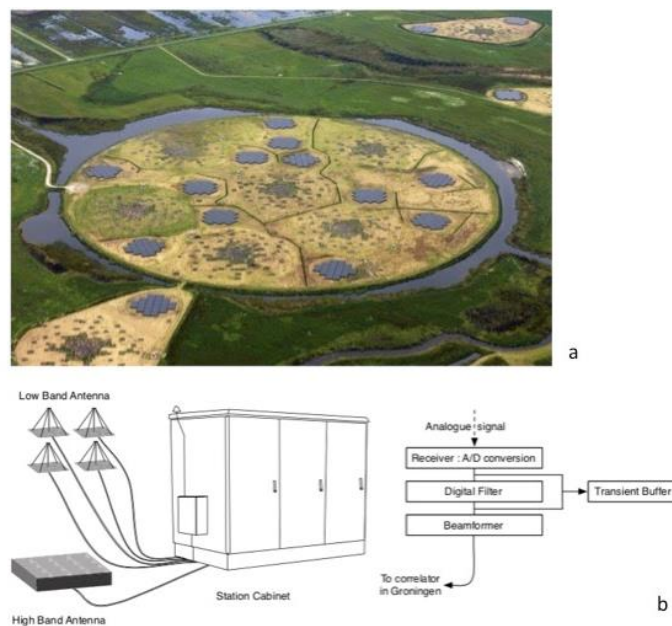 a
Low Band Antenna
Analogue signal
Receiver : A/D conversion
Digital Filter
Transient Buffer
Beamformer
To correlator
in Groningen
Station Cabinet
High Band Antenna
b